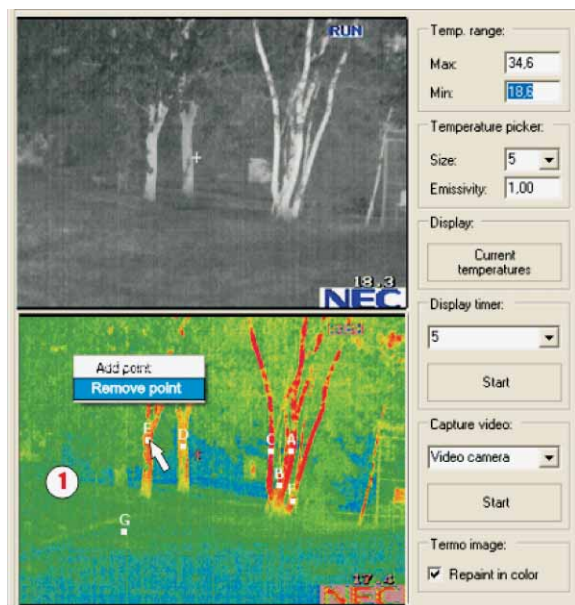 RUN
18.3
NEC
Add point
Remove point
E
D
C
A
B
F
1
G
17.4
NEC
Temp. range:
Max: 34,6
Min: 18,6
Temperature picker:
Size: 5
Emissivity: 1,00
Display:
Current
temperatures
Display timer:
5
Start
Capture video:
Video camera
Start
Termo image:
Repaint in color